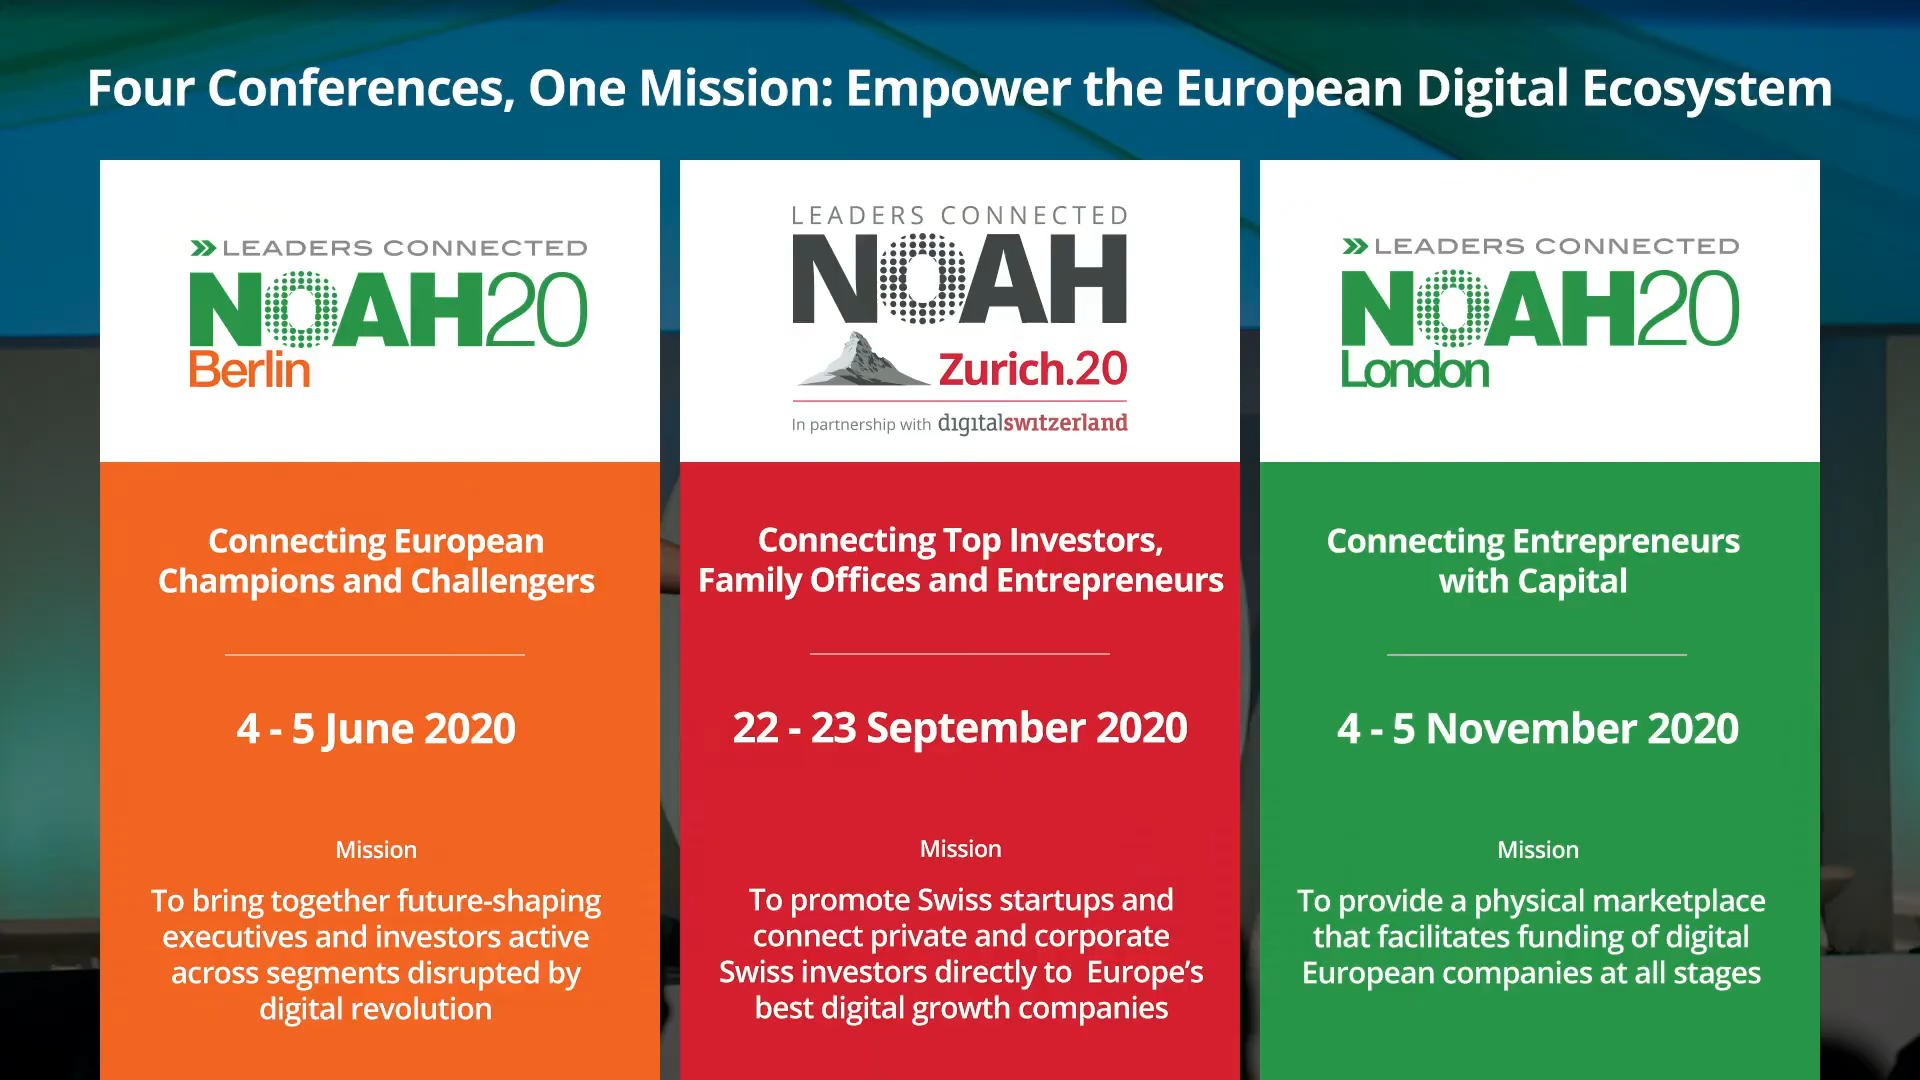 Four Conferences, One Mission: Empower the European Digital Ecosystem
LEADERS CONNECTED
NOAH20
Berlin
Connecting European
Champions and Challengers
4 - 5 June 2020
Mission
To bring together future-shaping
executives and investors active
across segments disrupted by
digital revolution
LEADERS CONNECTED
NOAH
Zurich.20
In partnership with digitalswitzerland
Connecting Top Investors,
Family Offices and Entrepreneurs
22 - 23 September 2020
Mission
To promote Swiss startups and
connect private and corporate
Swiss investors directly to Europe's
best digital growth companies
LEADERS CONNECTED
NOAH20
London
Connecting Entrepreneurs
with Capital
4 - 5 November 2020
Mission
To provide a physical marketplace
that facilitates funding of digital
European companies at all stages